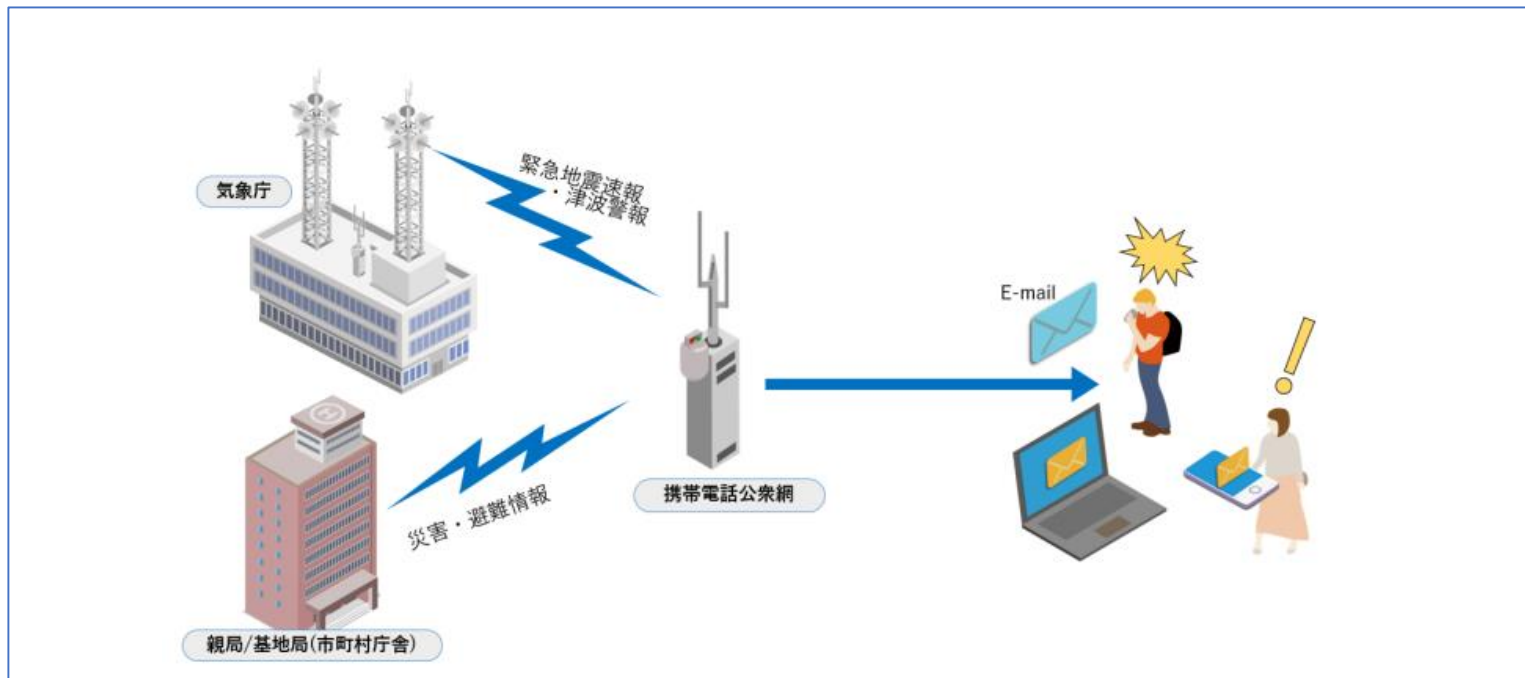 気象庁
緊急地震速報
・津波警報
E-mail
携帯電話公衆網
災害・避難情報
親局/基地局(市町村庁舎)
H